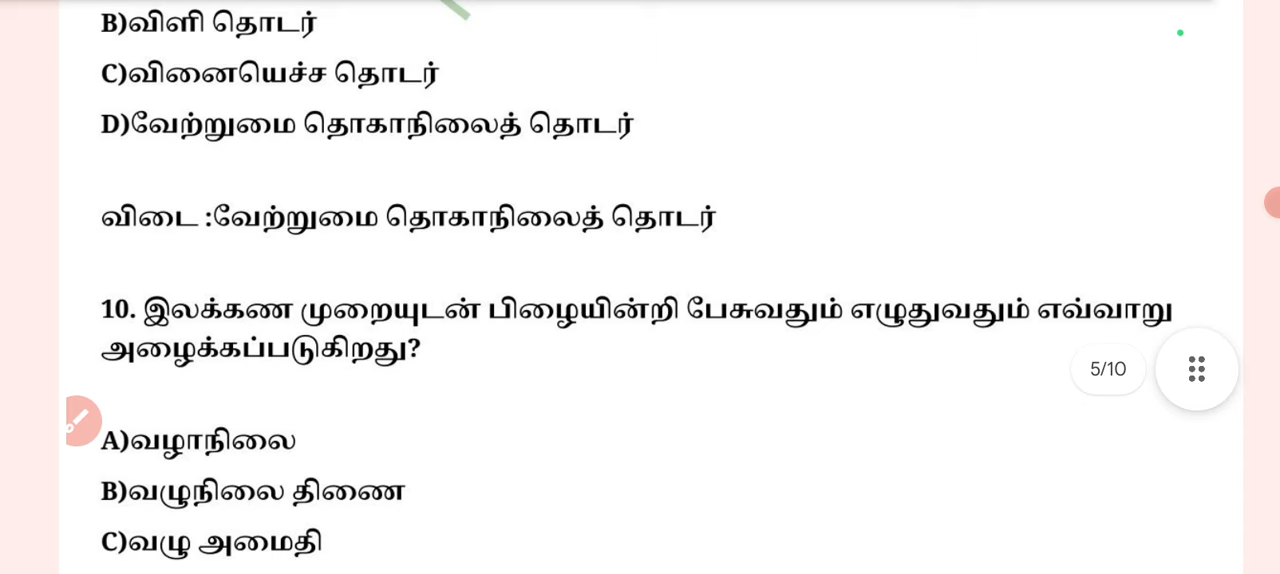 B)விளி தொடர்
C)வினையெச்ச தொடர்
D)வேற்றுமை தொகாநிலைத் தொடர்
விடை :வேற்றுமை தொகாநிலைத் தொடர்
10. இலக்கண முறையுடன் பிழையின்றி பேசுவதும் எழுதுவதும் எவ்வாறு
அழைக்கப்படுகிறது?
5/10
A)வழாநிலை
B)வழுநிலை திணை
C)வழு அமைதி